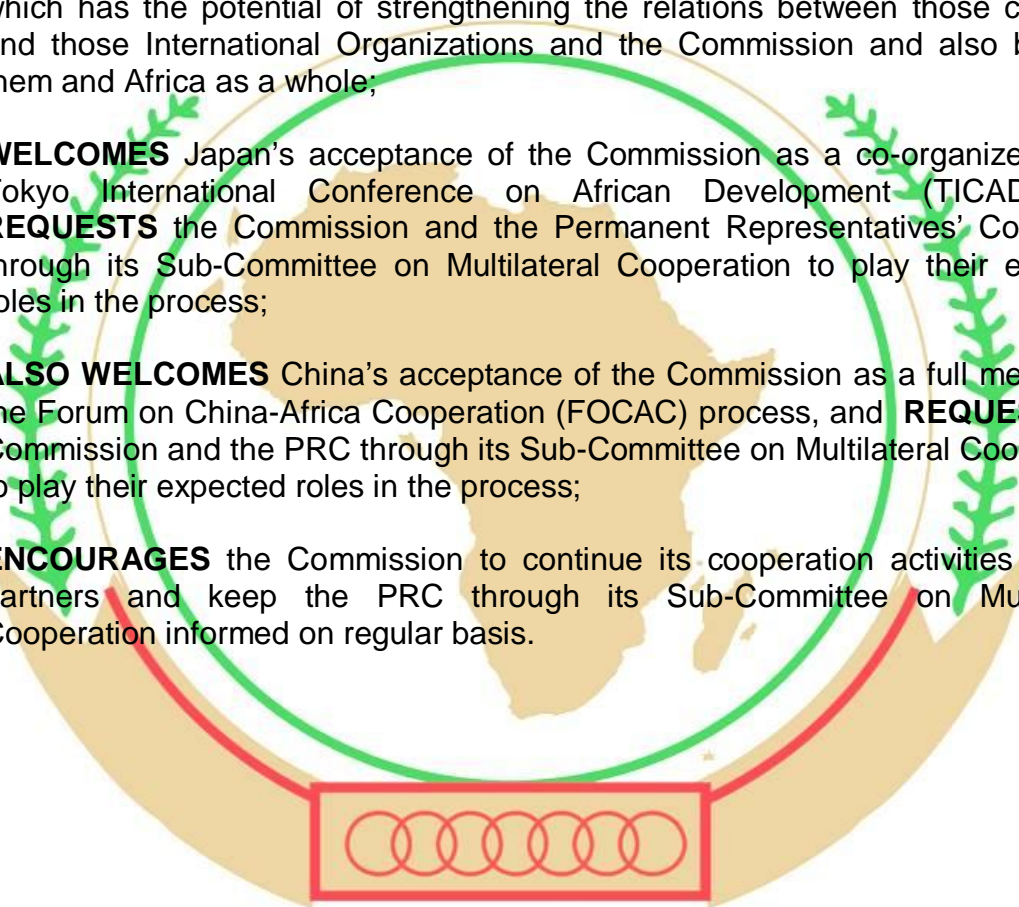 which has the potential of strengthening the relations between those c
and those International Organizations and the Commission and also b
them and Africa as a whole;
WELCOMES Japan’s acceptance of the Commission as a co-organize
Tokyo International Conference on African Development (TICAD
REQUESTS the Commission and the Permanent Representatives’ Co
through its Sub-Committee on Multilateral Cooperation to play their e
roles in the process;
ALSO WELCOMES China’s acceptance of the Commission as a full me
the Forum on China-Africa Cooperation (FOCAC) process, and REQUES
Commission and the PRC through its Sub-Committee on Multilateral Coo
to play their expected roles in the process;
ENCOURAGES the Commission to continue its cooperation activities
partners and keep the PRC through its Sub-Committee on Mu
Cooperation informed on regular basis.